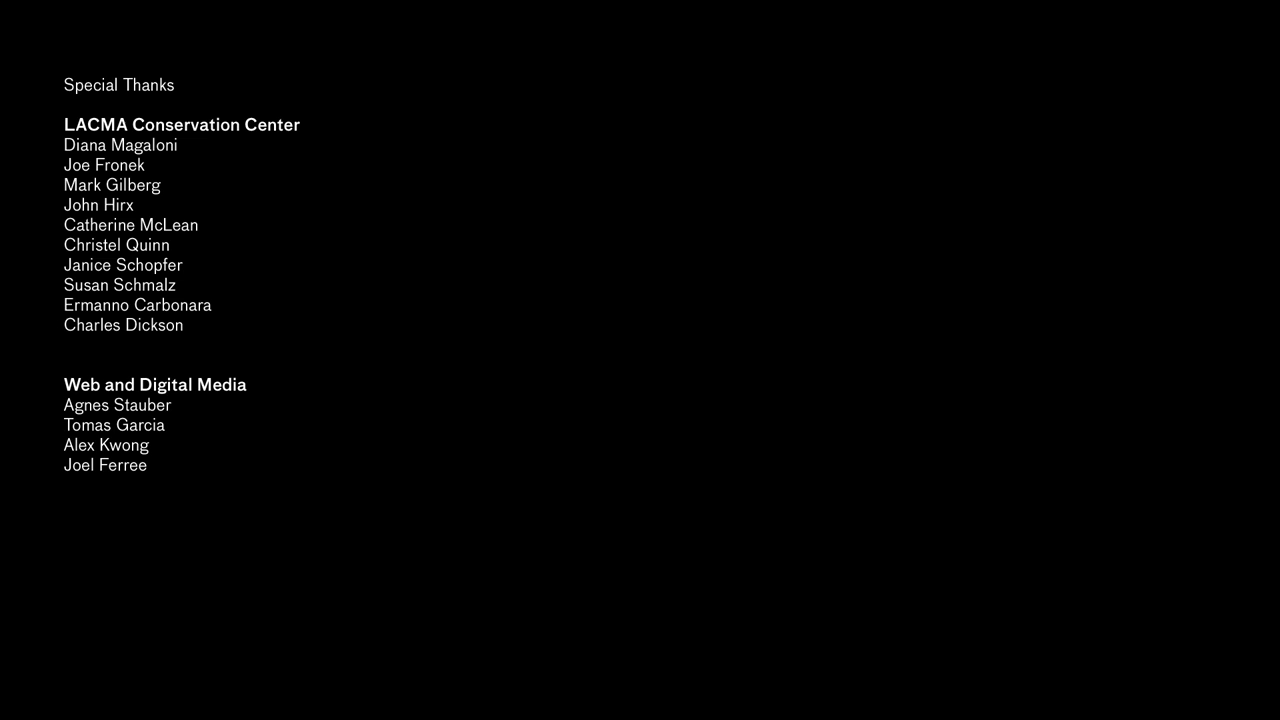 Special Thanks
LACMA Conservation Center
Diana Magaloni
Joe Fronek
Mark Gilberg
John Hirx
Catherine McLean
Christel Quinn
Janice Schopfer
Susan Schmalz
Ermanno Carbonara
Charles Dickson
Web and Digital Media
Agnes Stauber
Tomas Garcia
Alex Kwong
Joel Ferree